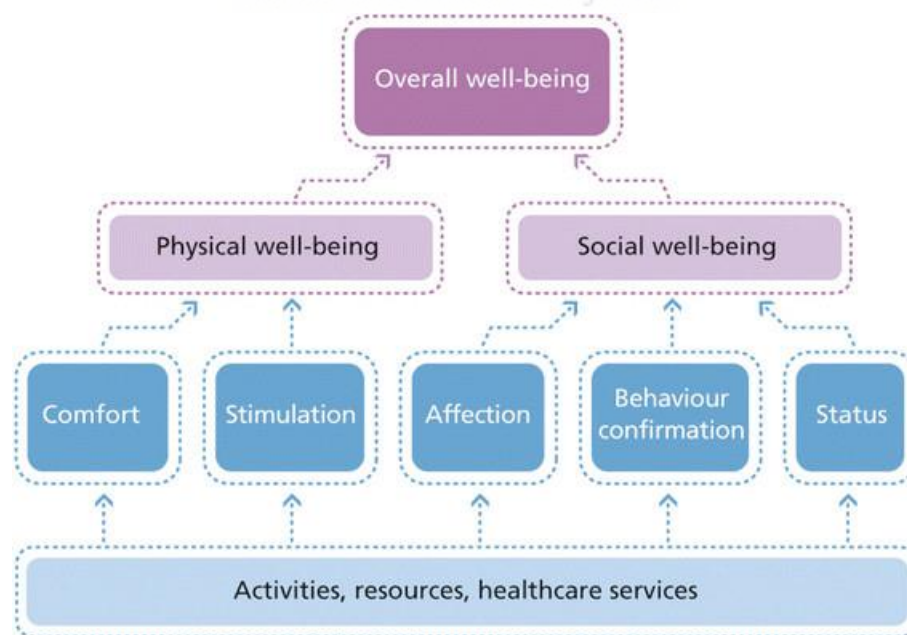 Overall well-being
Physical well-being
Social well-being
Comfort
Stimulation
Affection
Behaviour
confirmation
Status
Activities, resources, healthcare services